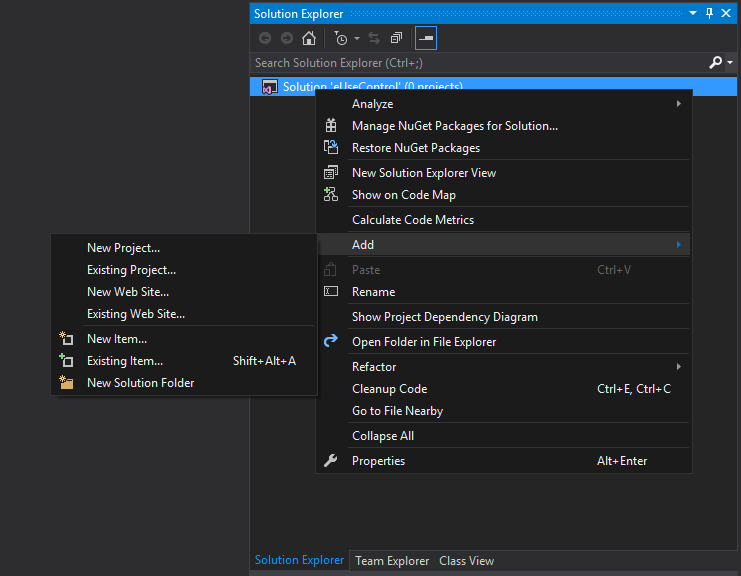 Solution Explorer
Search Solution Explorer (Ctrl+;)
Solution 'eUseControl' (0 projects)
Analyze
Manage NuGet Packages for Solution...
Restore NuGet Packages
New Solution Explorer View
Show on Code Map
Calculate Code Metrics
Add
Paste Ctrl+V
Rename
Show Project Dependency Diagram
Open Folder in File Explorer
Refactor
Cleanup Code Ctrl+E, Ctrl+C
Go to File Nearby
Collapse All
Properties Alt+Enter
New Project...
Existing Project...
New Web Site...
Existing Web Site...
New Item...
Existing Item... Shift+Alt+A
New Solution Folder
Solution Explorer Team Explorer Class View